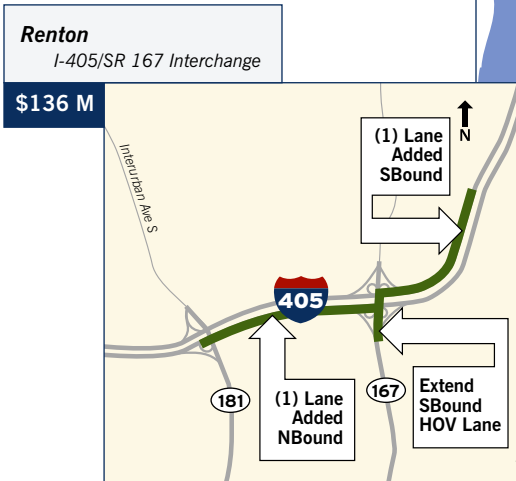 Renton
I-405/SR 167 Interchange
$136 M
N
(1) Lane
Added
SBound
Interurban Ave S
405
181
(1) Lane
Added
NBound
167
Extend
SBound
HOV Lane